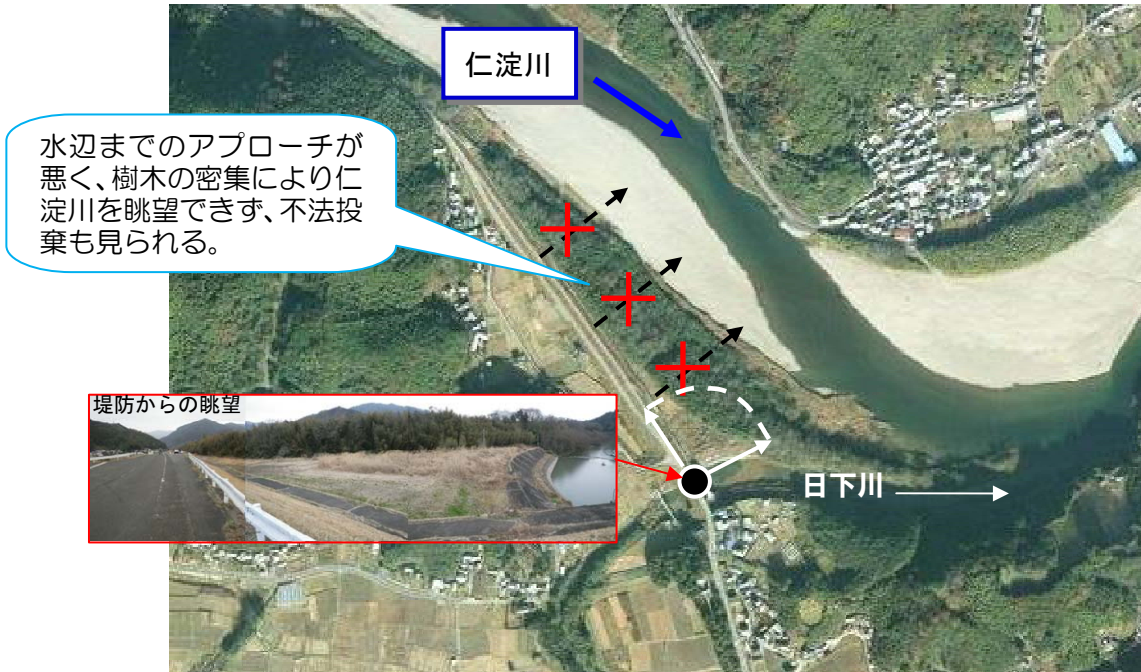 仁淀川
水辺までのアプローチが
悪く、樹木の密集により仁
淀川を眺望できず、不法投
棄も見られる。
堤防からの眺望
日下川